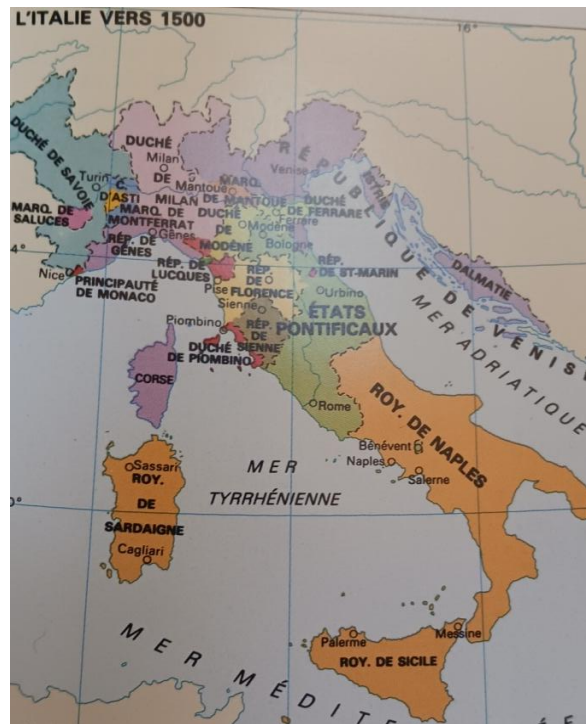 L'ITALIE VERS 1500
16°
DUCHÉ DE SAVOIE
DUCHÉ
DE
MILAN
Milan
RÉPUBLIQUE DE VENISE
Venise
ISTRIE
Mantoue
MARQ.
DE
MANTOUE
Turin
C.
D'ASTI
MARQ. DE
MONTFERRAT
MARQ. DE
SALUCES
DUCHÉ
DE
MODÈNE
Modène
DUCHÉ
DE FERRARE
Ferrare
Bologne
Gênes
RÉP. DE
GÊNES
RÉP. DE
LUCQUES
RÉP. DE
ST-MARIN
DALMATIE
4°
Nice
PRINCIPAUTÉ
DE MONACO
Pise
RÉP.
DE
FLORENCE
Urbino
Sienne
ÉTATS
PONTIFICAUX
MER ADRIATIQUE
Piombino
RÉP.
DE
SIENNE
DUCHÉ
DE PIOMBINO
CORSE
Rome
ROY. DE NAPLES
Bénévent
Naples
Salerne
Sassari
ROY.
DE
SARDAIGNE
Cagliari
MER
TYRRHÉNIENNE
0°
Palerme
Messine
ROY. DE SICILE
MER MÉDITE